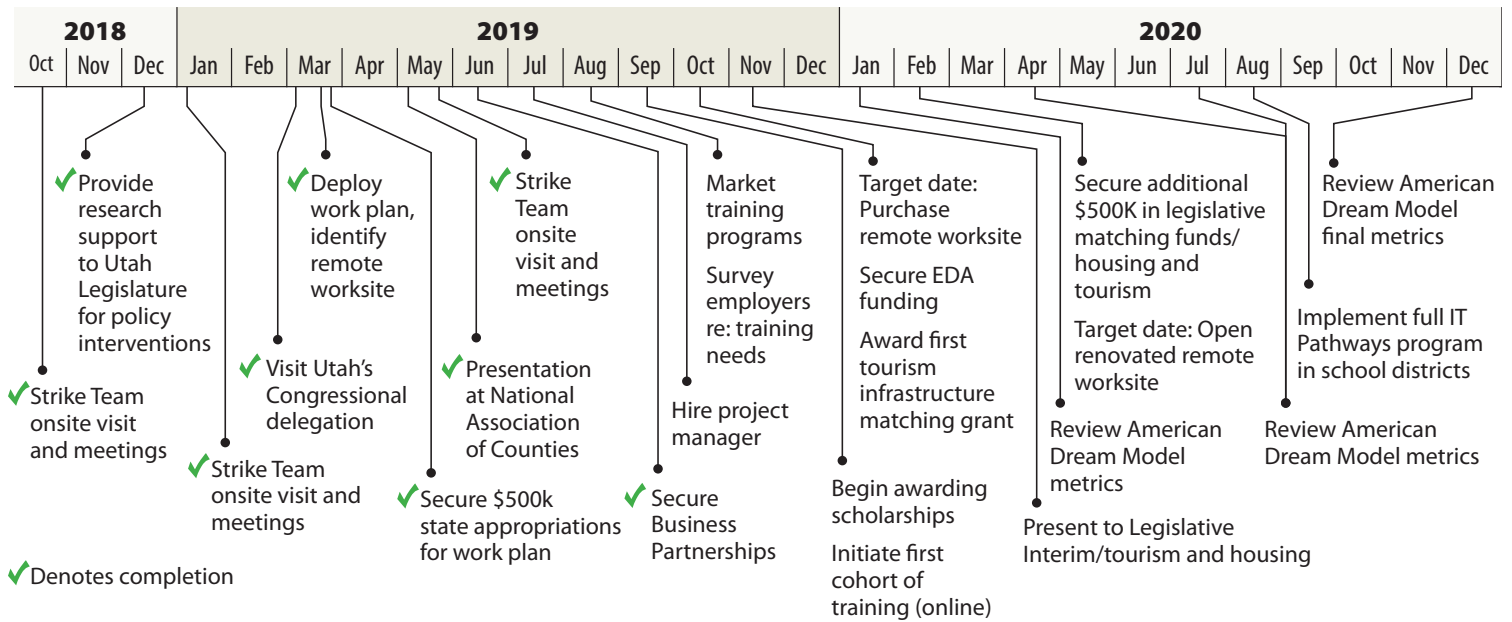 2018
2019
2020
Oct
Nov
Dec
Jan
Feb
Mar
Apr
May
Jun
Jul
Aug
Sep
Oct
Nov
Dec
Jan
Feb
Mar
Apr
May
Jun
Jul
Aug
Sep
Oct
Nov
Dec
Strike Team
onsite visit
and meetings
Provide
research
support
to Utah
Legislature
for policy
interventions
Strike Team
onsite visit and
meetings
Visit Utah’s
Congressional
delegation
Deploy
work plan,
identify
remote
worksite
Secure $500k
state appropriations
for work plan
Presentation
at National
Association
of Counties
Strike
Team
onsite
visit and
meetings
Secure
Business
Partnerships
Hire project
manager
Market
training
programs
Survey
employers
re: training
needs
Begin awarding
scholarships
Initiate first
cohort of
training (online)
Target date:
Purchase
remote worksite
Secure EDA
funding
Award first
tourism
infrastructure
matching grant
Present to Legislative
Interim/tourism and housing
Review American
Dream Model
metrics
Secure additional
$500K in legislative
matching funds/
housing and
tourism
Target date: Open
renovated remote
worksite
Review American
Dream Model metrics
Implement full IT
Pathways program
in school districts
Review American
Dream Model
final metrics
Denotes completion